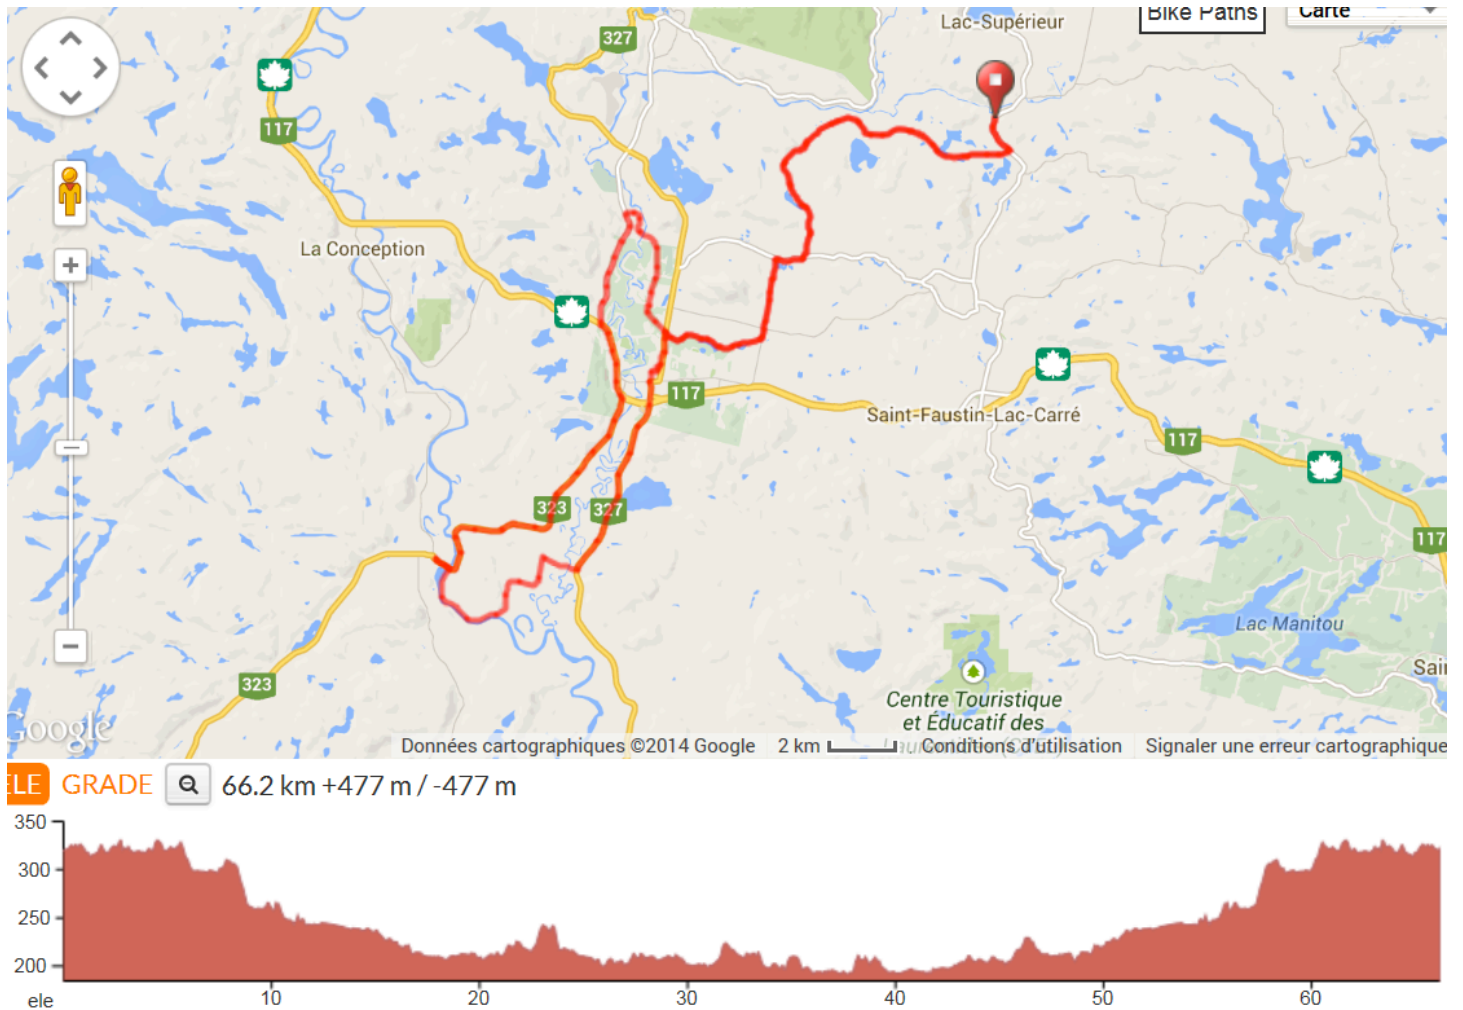 Lac-Supérieur
Bike Paths
Carte
327
117
La Conception
117
Saint-Faustin-Lac-Carré
117
323
327
117
Lac Manitou
323
Centre Touristique
et Éducatif des
Google
Données cartographiques ©2014 Google
2 km
Conditions d'utilisation
Signaler une erreur cartographique
ELE
GRADE
66.2 km +477 m / -477 m
350
300
250
200
ele
10
20
30
40
50
60